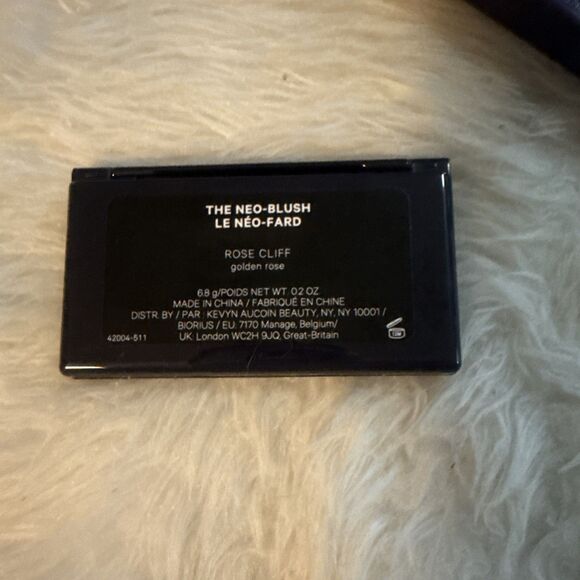 THE NEO-BLUSH
LE NÉO-FARD
ROSE CLIFF
golden rose
6.8 g/POIDS NET WT. 0.2 OZ
MADE IN CHINA / FABRIQUÉ EN CHINE
DISTR. BY / PAR : KEVYN AUCOIN BEAUTY, NY, NY 10001 /
BIORIUS / EU: 7170 Manage, Belgium/
UK: London WC2H 9JQ, Great-Britain
42004-511
12M